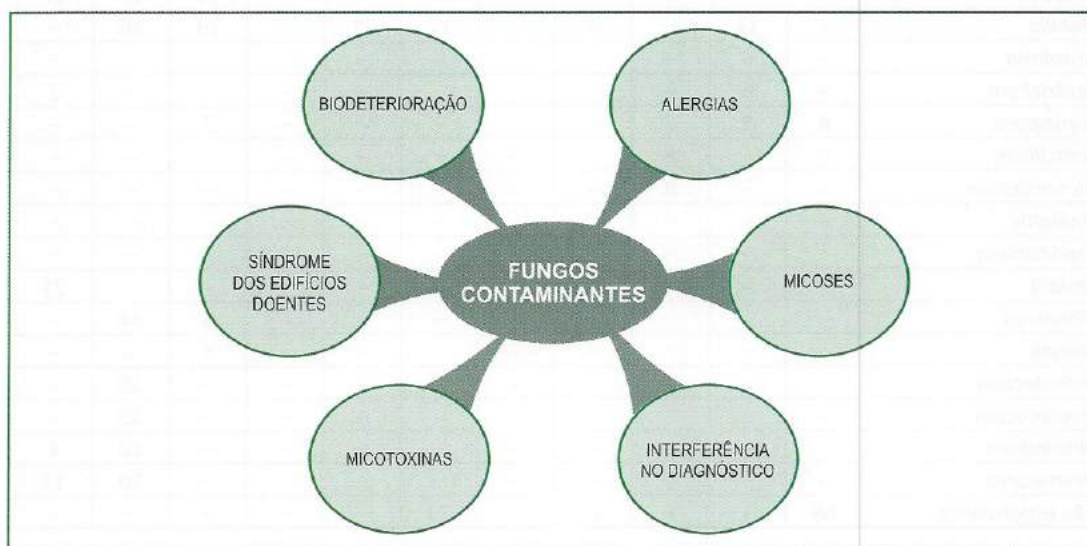 BIODETERIORAÇÃO
ALERGIAS
SÍNDROME
DOS EDIFÍCIOS
DOENTES
FUNGOS
CONTAMINANTES
MICOSES
MICOTOXINAS
INTERFERÊNCIA
NO DIAGNÓSTICO